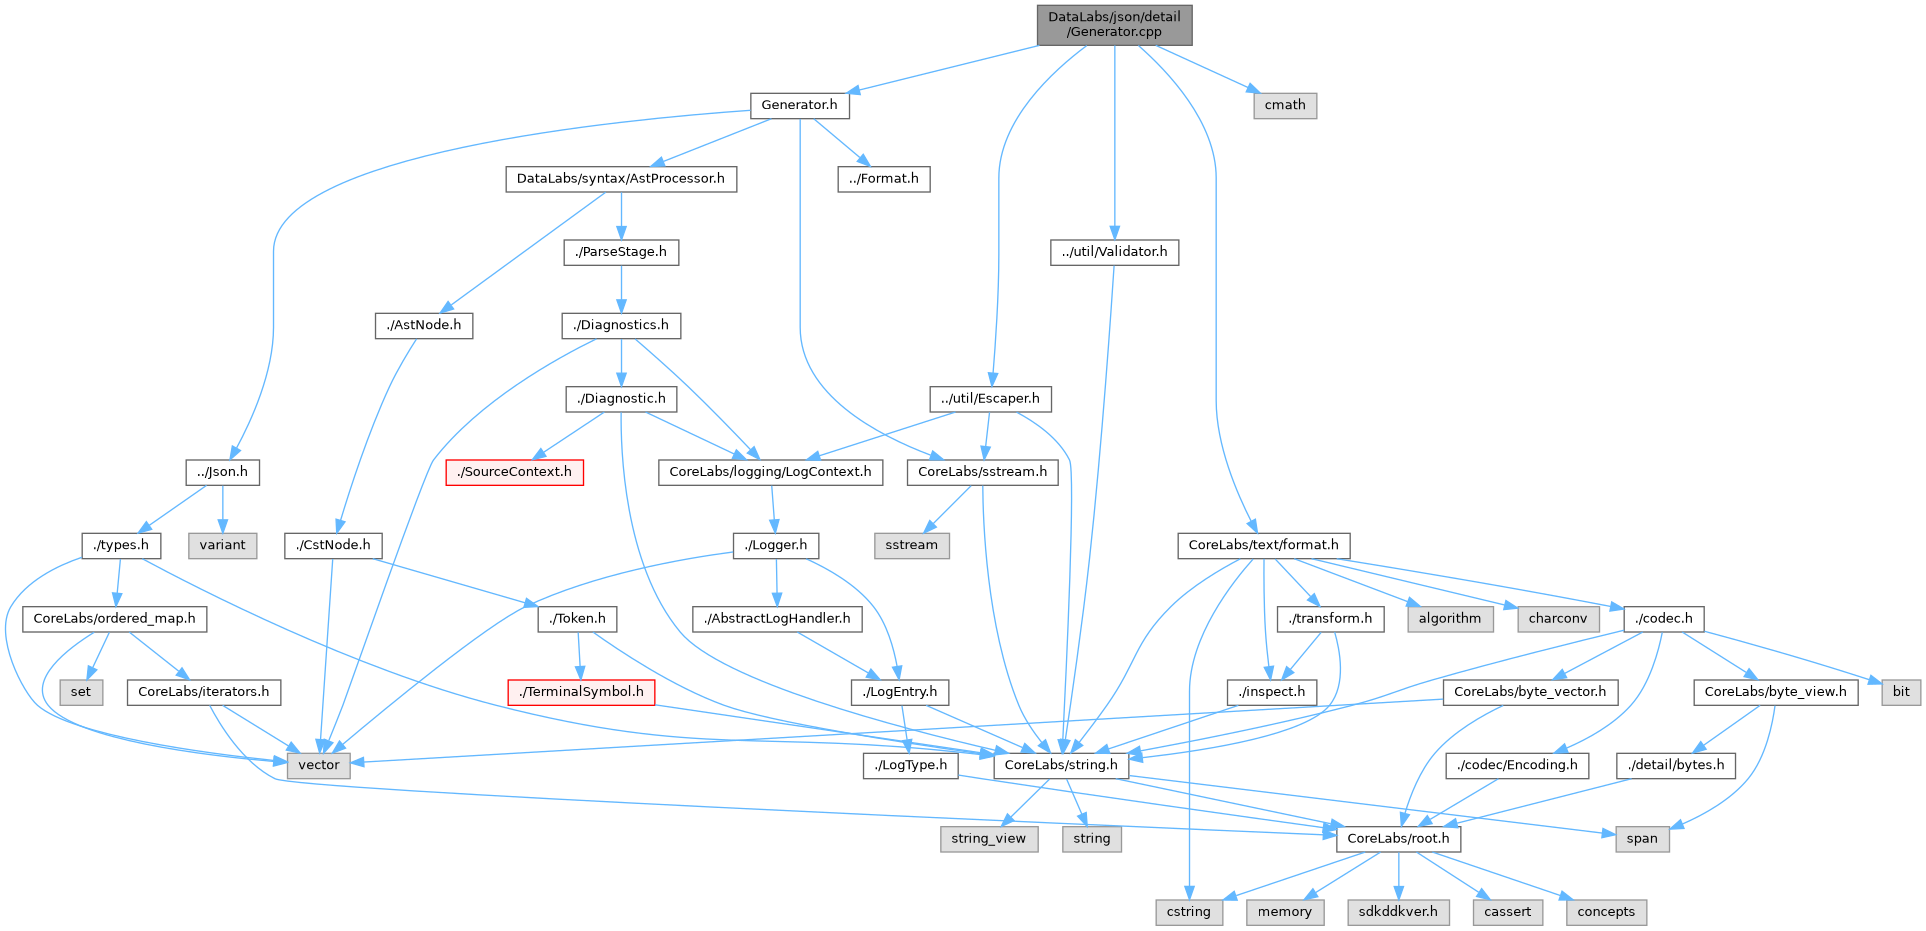 DataLabs/json/detail
/Generator.cpp
Generator.h
cmath
DataLabs/syntax/AstProcessor.h
../Format.h
./ParseStage.h
../util/Validator.h
./AstNode.h
./Diagnostics.h
./Diagnostic.h
../util/Escaper.h
../Json.h
./SourceContext.h
CoreLabs/logging/LogContext.h
CoreLabs/sstream.h
./types.h
variant
./CstNode.h
./Logger.h
sstream
CoreLabs/text/format.h
CoreLabs/ordered_map.h
./Token.h
./AbstractLogHandler.h
./transform.h
algorithm
charconv
./codec.h
set
CoreLabs/iterators.h
./TerminalSymbol.h
./LogEntry.h
./inspect.h
CoreLabs/byte_vector.h
CoreLabs/byte_view.h
bit
vector
./LogType.h
CoreLabs/string.h
./codec/Encoding.h
./detail/bytes.h
string_view
string
CoreLabs/root.h
span
cstring
memory
sdkddkver.h
cassert
concepts